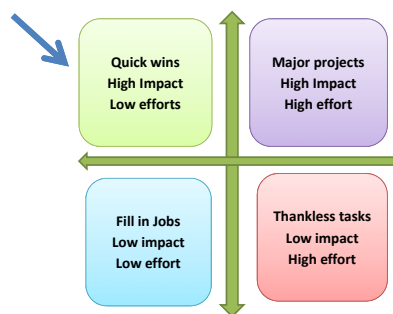 Quick wins
High Impact
Low efforts
Major projects
High Impact
High effort
Fill in Jobs
Low impact
Low effort
Thankless tasks
Low impact
High effort